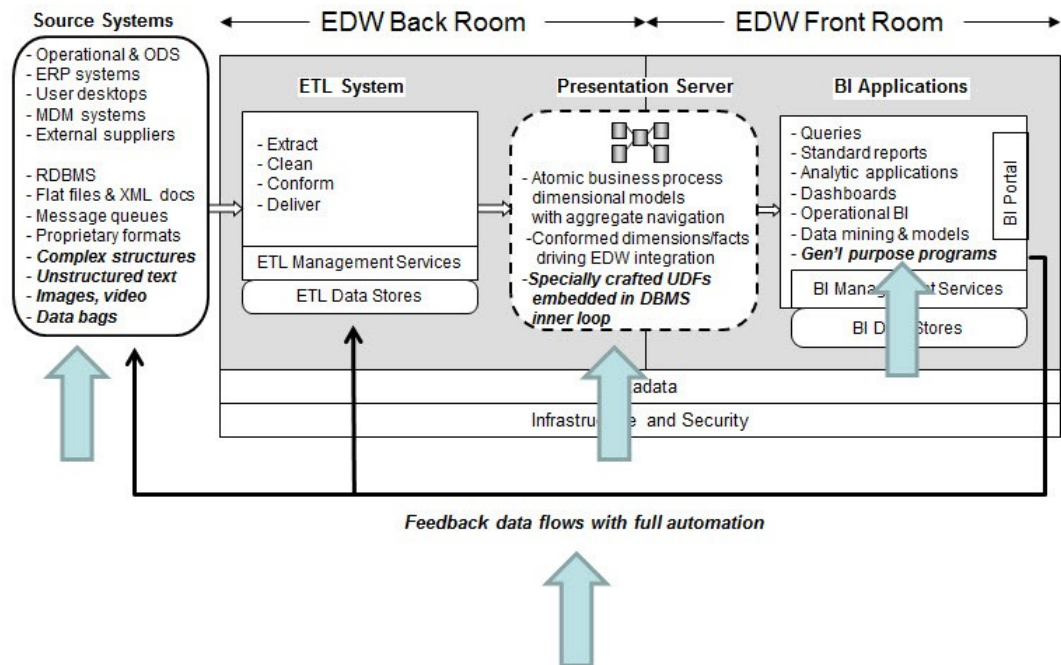 Source Systems
EDW Back Room
EDW Front Room
- Operational & ODS
- ERP systems
- User desktops
- MDM systems
- External suppliers
- RDBMS
- Flat files & XML docs
- Message queues
- Proprietary formats
- Complex structures
- Unstructured text
- Images, video
- Data bags
ETL System
- Extract
- Clean
- Conform
- Deliver
ETL Management Services
ETL Data Stores
Presentation Server
- Atomic business process
dimensional models
with aggregate navigation
- Conformed dimensions/facts
driving EDW integration
- Specially crafted UDFs
embedded in DBMS
inner loop
BI Applications
- Queries
- Standard reports
- Analytic applications
- Dashboards
- Operational BI
- Data mining & models
- Gen'l purpose programs
BI Portal
BI Management Services
BI Data Stores
adata
Infrastructure and Security
Feedback data flows with full automation